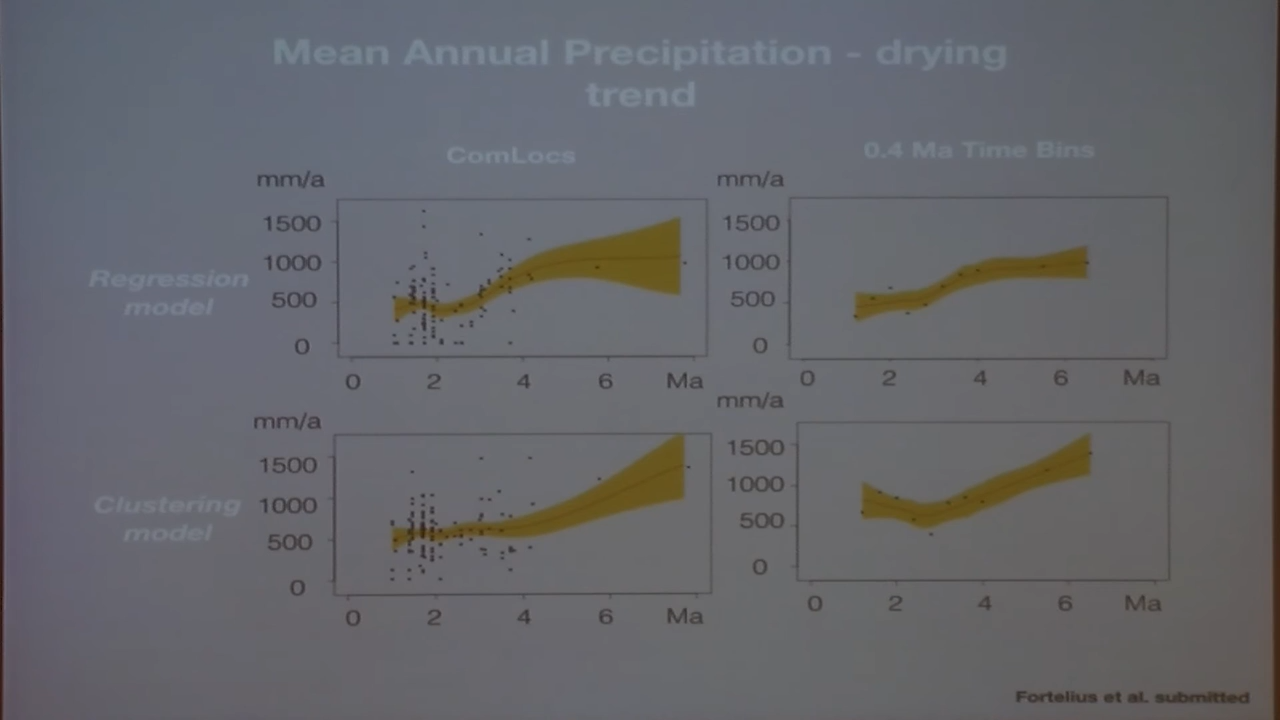 Mean Annual Precipitation - drying
trend
ComLocs
0.4 Ma Time Bins
mm/a
mm/a
1500
1000
500
0
1500
1000
500
0
Regression
model
0 2 4 6 Ma
0 2 4 6 Ma
mm/a
mm/a
1500
1000
500
0
1500
1000
500
0
Clustering
model
0 2 4 6 Ma
0 2 4 6 Ma
Fortelius et al. submitted